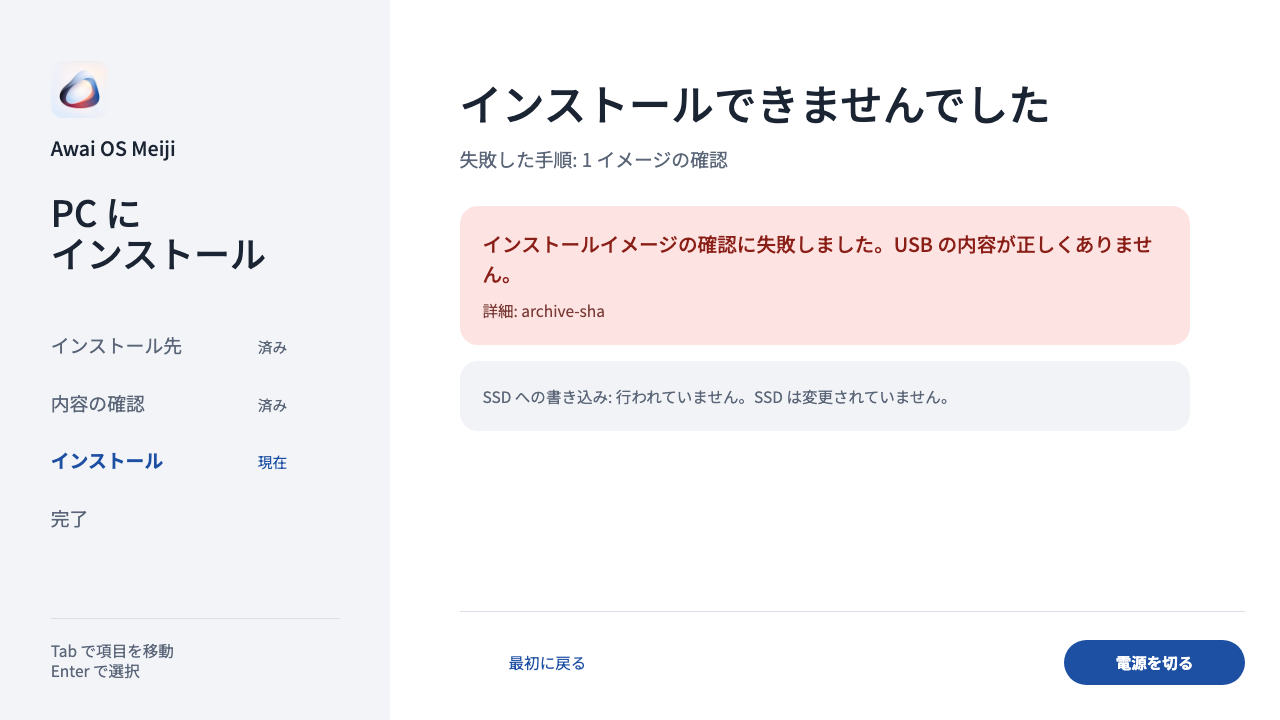 Awai OS Meiji
PC に
インストール
インストール先 済み
内容の確認 済み
インストール 現在
完了
Tab で項目を移動
Enter で選択
インストールできませんでした
失敗した手順: 1 イメージの確認
インストールイメージの確認に失敗しました。USB の内容が正しくありませ
ん。
詳細: archive-sha
SSD への書き込み: 行われていません。SSD は変更されていません。
最初に戻る
電源を切る